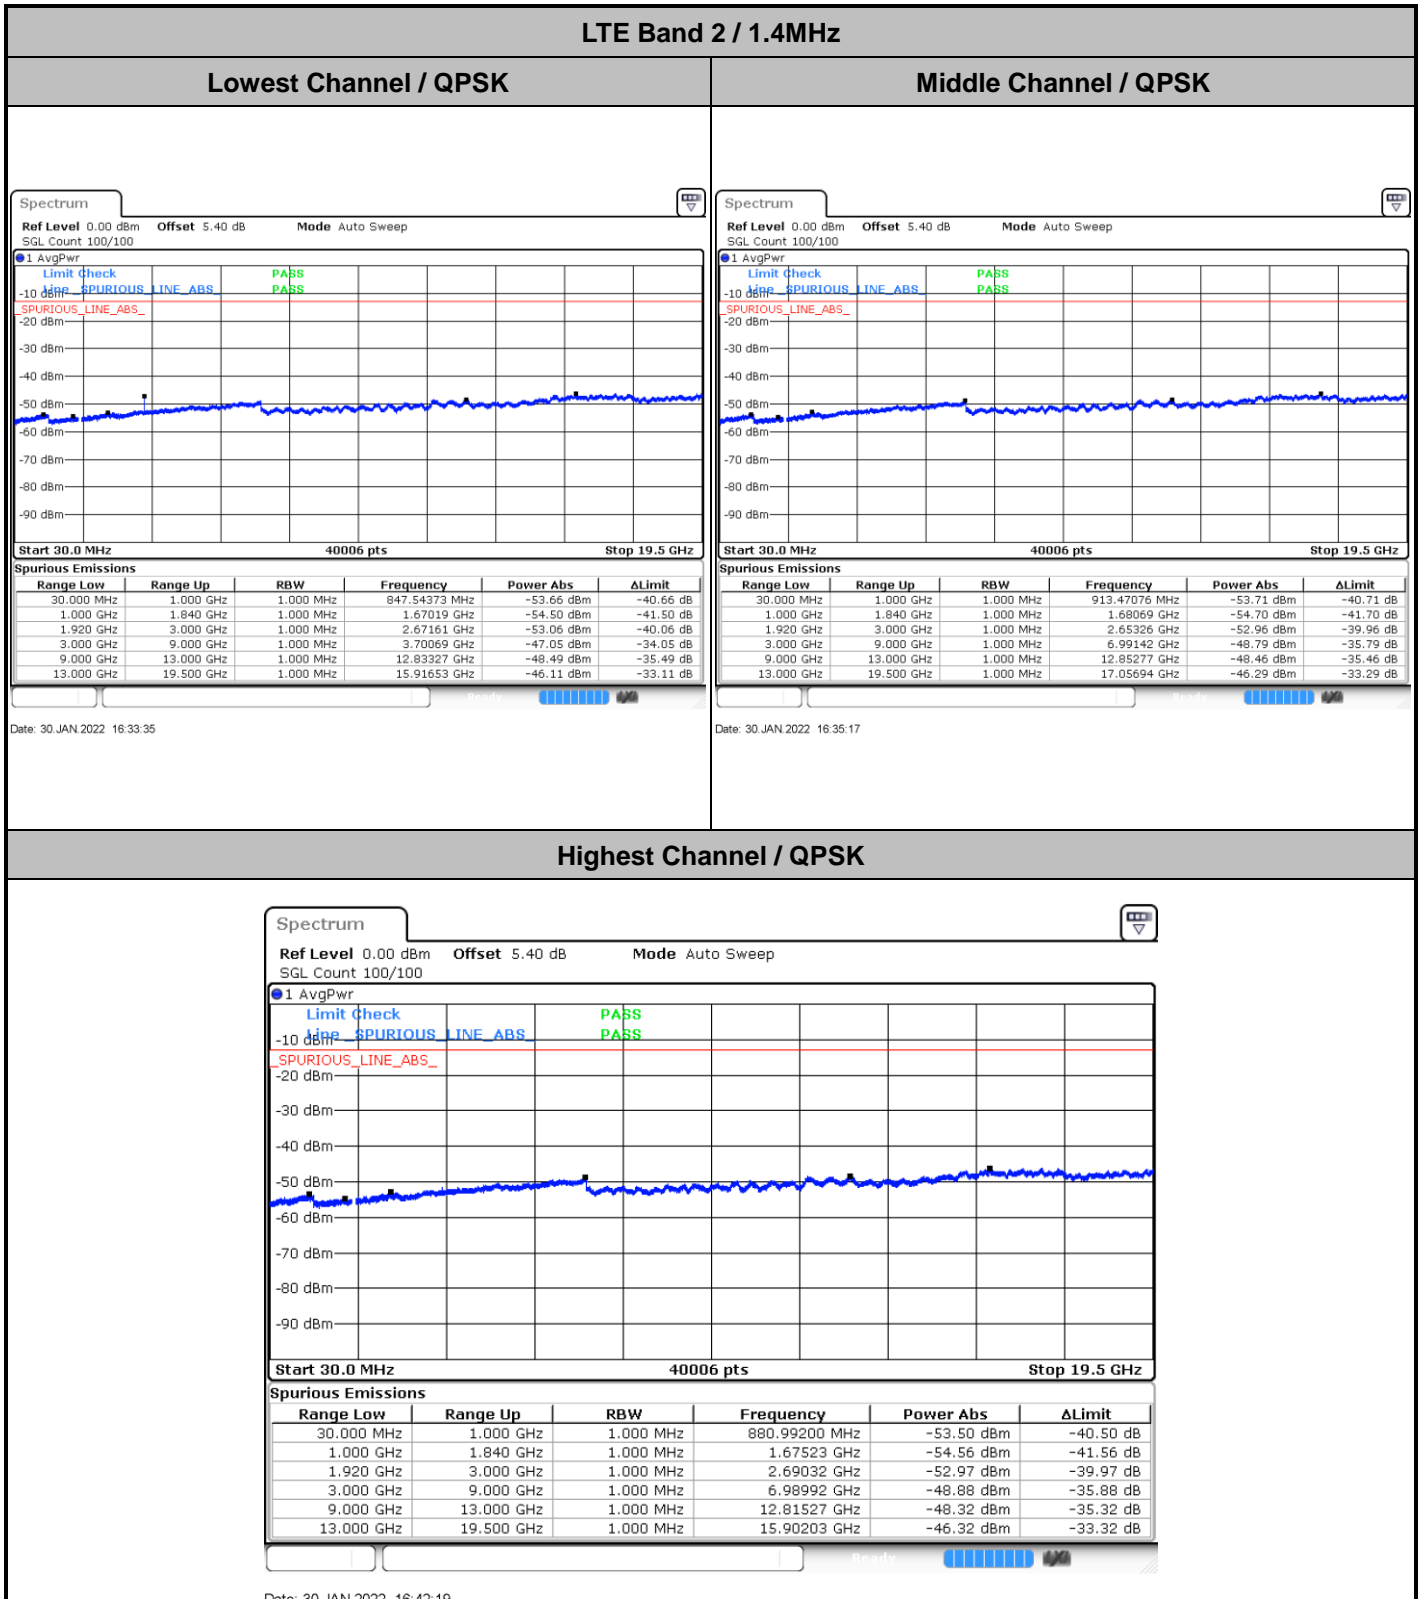 LTE Band 2 / 1.4MHz
Lowest Channel / QPSK
Middle Channel / QPSK
Spectrum
Ref Level 0.00 dBm Offset 5.40 dB Mode Auto Sweep
SGL Count 100/100
1 AvgPwr
Limit Check PASS
Line _SPURIOUS_LINE_ABS_ PASS
-10 dBm
_SPURIOUS_LINE_ABS_
-20 dBm
-30 dBm
-40 dBm
-50 dBm
-60 dBm
-70 dBm
-80 dBm
-90 dBm
Start 30.0 MHz 40006 pts Stop 19.5 GHz
Spurious Emissions
Range Low Range Up RBW Frequency Power Abs ΔLimit
30.000 MHz 1.000 GHz 1.000 MHz 847.54373 MHz -53.66 dBm -40.66 dB
1.000 GHz 1.840 GHz 1.000 MHz 1.67019 GHz -54.50 dBm -41.50 dB
1.920 GHz 3.000 GHz 1.000 MHz 2.67161 GHz -53.06 dBm -40.06 dB
3.000 GHz 9.000 GHz 1.000 MHz 3.70069 GHz -47.05 dBm -34.05 dB
9.000 GHz 13.000 GHz 1.000 MHz 12.83327 GHz -48.49 dBm -35.49 dB
13.000 GHz 19.500 GHz 1.000 MHz 15.91653 GHz -46.11 dBm -33.11 dB
Ready
Date: 30.JAN.2022 16:33:35
Spectrum
Ref Level 0.00 dBm Offset 5.40 dB Mode Auto Sweep
SGL Count 100/100
1 AvgPwr
Limit Check PASS
Line _SPURIOUS_LINE_ABS_ PASS
-10 dBm
_SPURIOUS_LINE_ABS_
-20 dBm
-30 dBm
-40 dBm
-50 dBm
-60 dBm
-70 dBm
-80 dBm
-90 dBm
Start 30.0 MHz 40006 pts Stop 19.5 GHz
Spurious Emissions
Range Low Range Up RBW Frequency Power Abs ΔLimit
30.000 MHz 1.000 GHz 1.000 MHz 913.47076 MHz -53.71 dBm -40.71 dB
1.000 GHz 1.840 GHz 1.000 MHz 1.68069 GHz -54.70 dBm -41.70 dB
1.920 GHz 3.000 GHz 1.000 MHz 2.65326 GHz -52.96 dBm -39.96 dB
3.000 GHz 9.000 GHz 1.000 MHz 6.99142 GHz -48.79 dBm -35.79 dB
9.000 GHz 13.000 GHz 1.000 MHz 12.85277 GHz -48.46 dBm -35.46 dB
13.000 GHz 19.500 GHz 1.000 MHz 17.05694 GHz -46.29 dBm -33.29 dB
Ready
Date: 30.JAN.2022 16:35:17
Highest Channel / QPSK
Spectrum
Ref Level 0.00 dBm Offset 5.40 dB Mode Auto Sweep
SGL Count 100/100
1 AvgPwr
Limit Check PASS
Line _SPURIOUS_LINE_ABS_ PASS
-10 dBm
_SPURIOUS_LINE_ABS_
-20 dBm
-30 dBm
-40 dBm
-50 dBm
-60 dBm
-70 dBm
-80 dBm
-90 dBm
Start 30.0 MHz 40006 pts Stop 19.5 GHz
Spurious Emissions
Range Low Range Up RBW Frequency Power Abs ΔLimit
30.000 MHz 1.000 GHz 1.000 MHz 880.99200 MHz -53.50 dBm -40.50 dB
1.000 GHz 1.840 GHz 1.000 MHz 1.67523 GHz -54.56 dBm -41.56 dB
1.920 GHz 3.000 GHz 1.000 MHz 2.69032 GHz -52.97 dBm -39.97 dB
3.000 GHz 9.000 GHz 1.000 MHz 6.98992 GHz -48.88 dBm -35.88 dB
9.000 GHz 13.000 GHz 1.000 MHz 12.81527 GHz -48.32 dBm -35.32 dB
13.000 GHz 19.500 GHz 1.000 MHz 15.90203 GHz -46.32 dBm -33.32 dB
Ready
Date: 30.JAN.2022 16:42:19